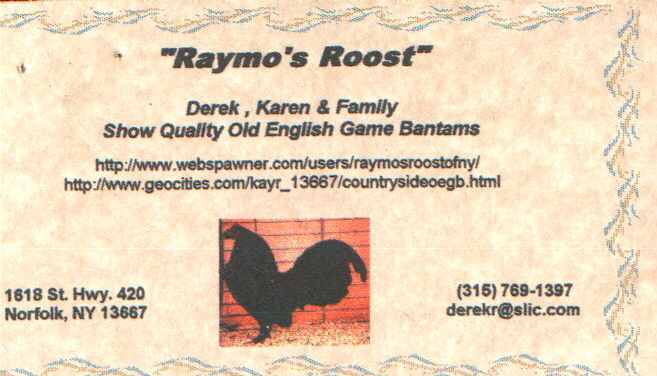 "Raymo's Roost"
Derek , Karen & Family
Show Quality Old English Game Bantams
http://www.webspawner.com/users/raymosroostofny/
http://www.geocities.com/kayr_13667/countrysideoegb.html
1618 St. Hwy. 420
Norfolk, NY 13667
(315) 769-1397
derekr@slic.com